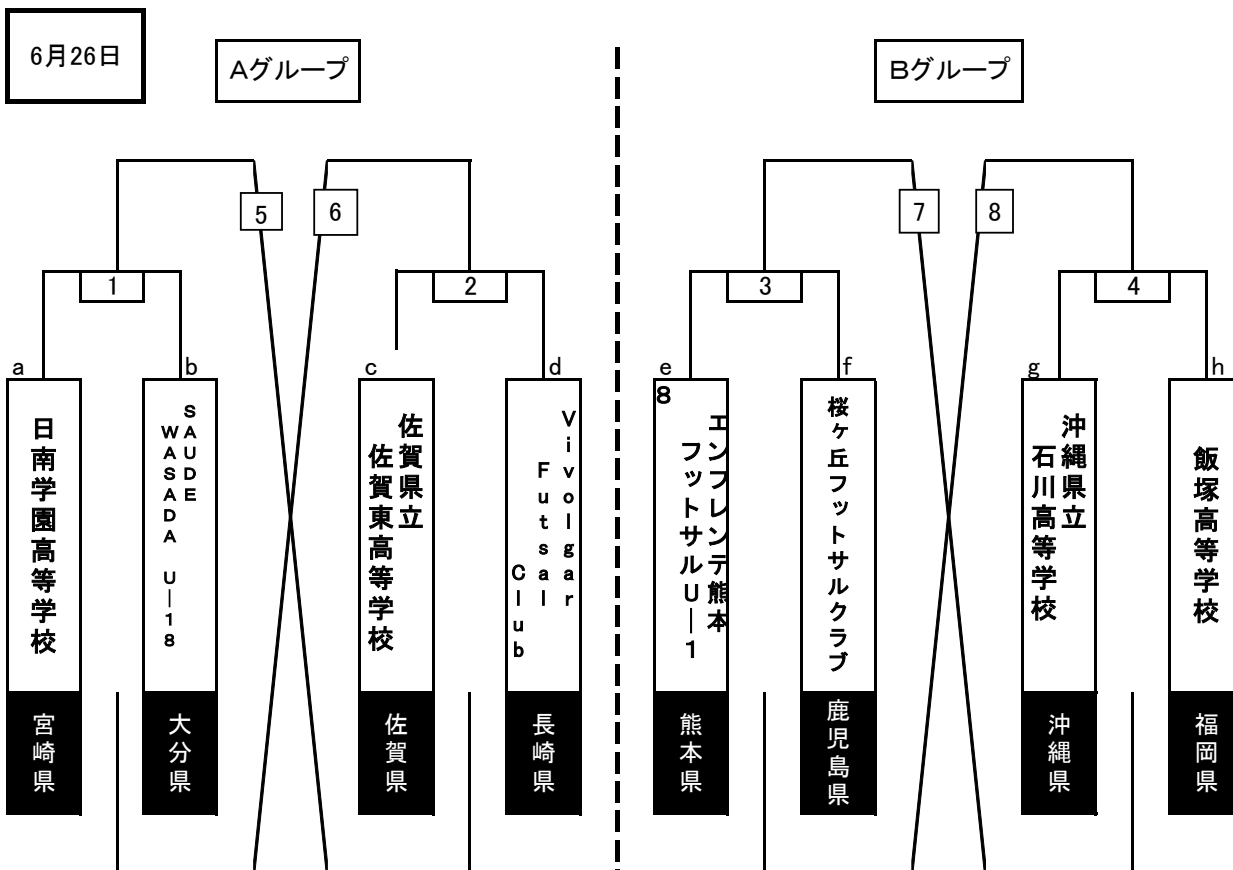 6月26日
Aグループ
Bグループ
5
6
7
8
1
2
3
4
a
b
c
d
e
f
g
h
日南学園高等学校
SAUDE
WASADA U―18
佐賀県立
佐賀東高等学校
Vivolgar
Futsal
Club
エンフレンテ熊本
フットサルU―1
8
桜ヶ丘フットサルクラブ
沖縄県立
石川高等学校
飯塚高等学校
宮崎県
大分県
佐賀県
長崎県
熊本県
鹿児島県
沖縄県
福岡県